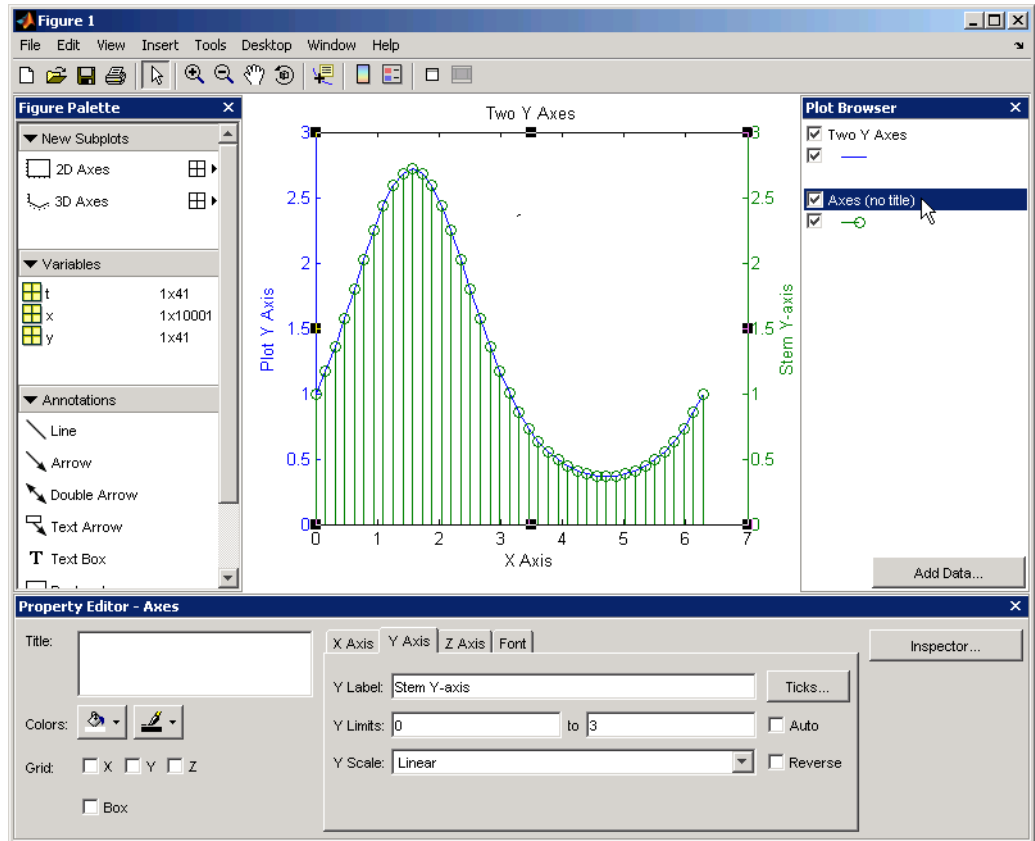 Figure 1
File Edit View Insert Tools Desktop Window Help
Figure Palette
New Subplots
2D Axes
3D Axes
Variables
t 1x41
x 1x10001
y 1x41
Annotations
Line
Arrow
Double Arrow
Text Arrow
T Text Box
Two Y Axes
3
2.5
2
1.5
1
0.5
0
Plot Y Axis
0 1 2 3 4 5 6 7
X Axis
3
2.5
2
1.5
1
0.5
0
Stem Y-axis
Plot Browser
Two Y Axes
Axes (no title)
Add Data...
Property Editor - Axes
Title:
Colors:
Grid: X Y Z
Box
X Axis Y Axis Z Axis Font
Y Label: Stem Y-axis Ticks...
Y Limits: 0 to 3 Auto
Y Scale: Linear Reverse
Inspector...